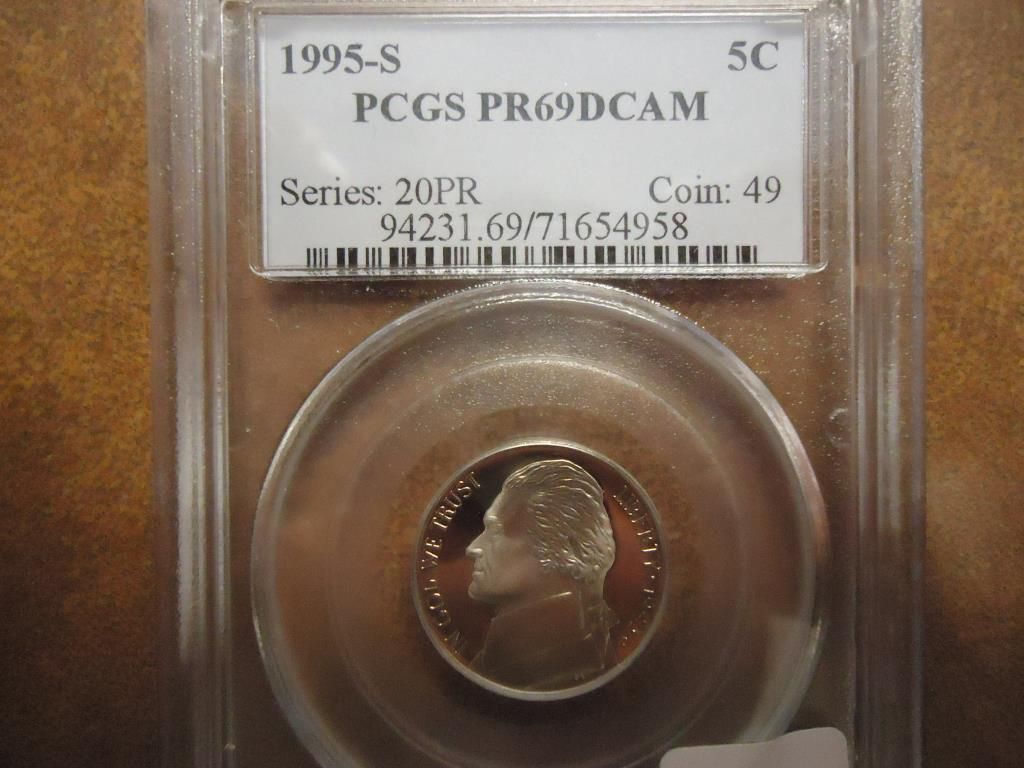 1995-S 5C
PCGS PR69DCAM
Series: 20PR Coin: 49
94231.69/71654958
IN GOD WE TRUST
LIBERTY